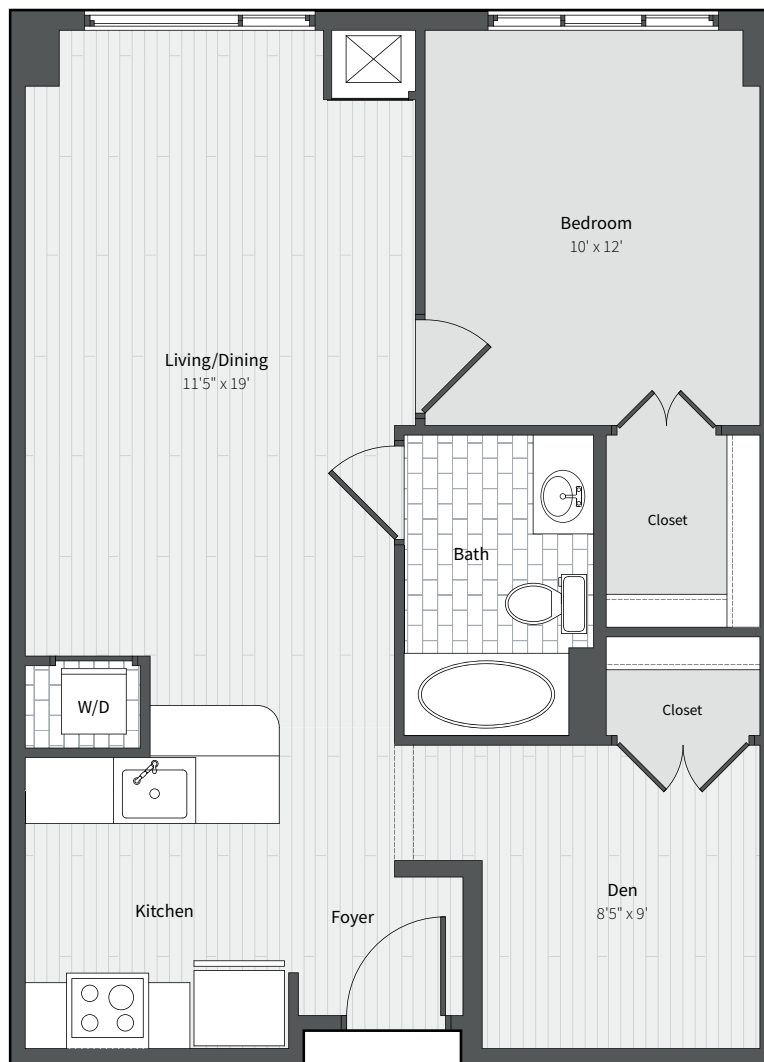 Bedroom
10' x 12'
Living/Dining
11'5" x 19'
Closet
Bath
W/D
Closet
Den
8'5" x 9'
Kitchen
Foyer